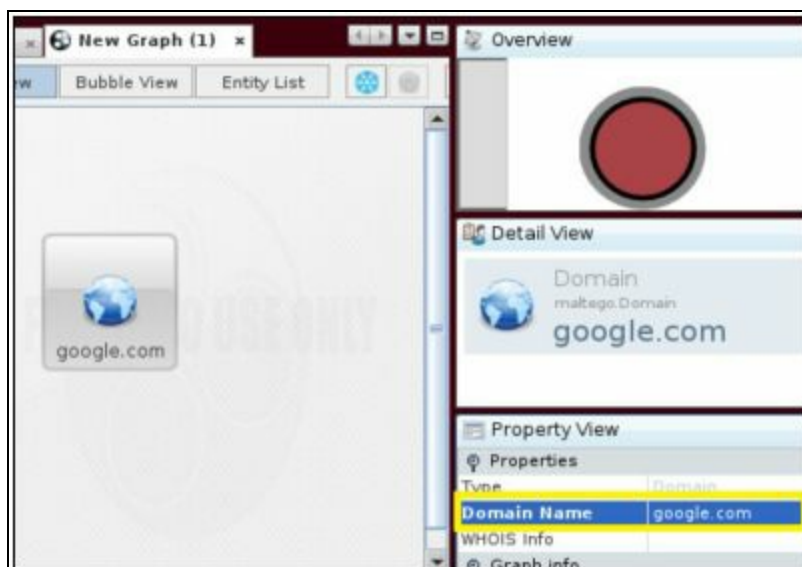 New Graph (1)
ew Bubble View Entity List
google.com
Overview
Detail View
Domain
maltego.Domain
google.com
Property View
Properties
Type Domain
Domain Name google.com
WHOIS Info
Graph info